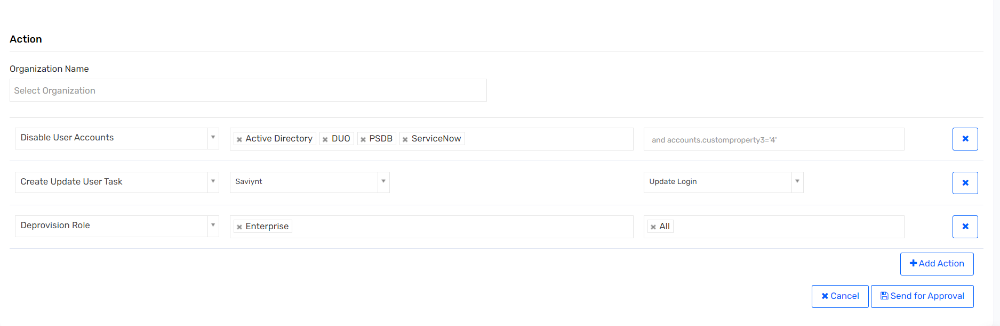 Action
Organization Name
Select Organization
Disable User Accounts
Active Directory DUO PSDB ServiceNow
and accounts.customproperty3='4'
Create Update User Task
Saviynt
Update Login
Deprovision Role
Enterprise
All
Add Action
Cancel
Send for Approval